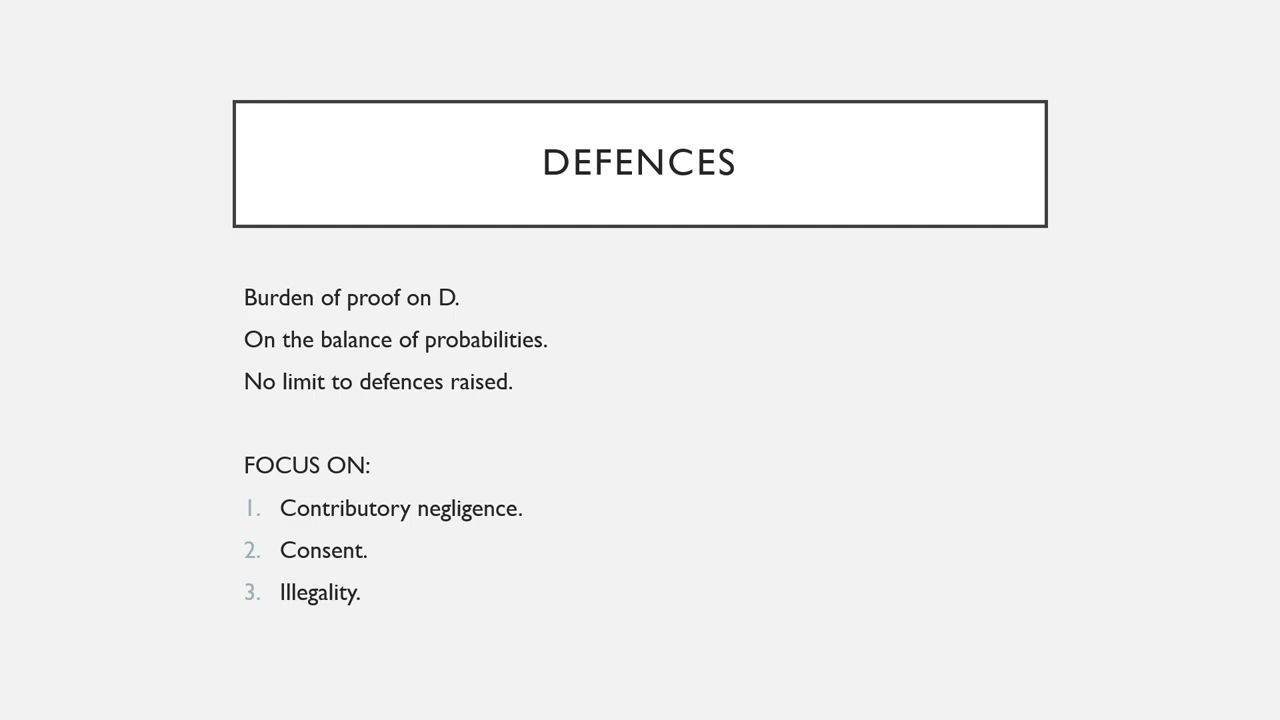 DEFENCES
Burden of proof on D.
On the balance of probabilities.
No limit to defences raised.
FOCUS ON:
1. Contributory negligence.
2. Consent.
3. Illegality.